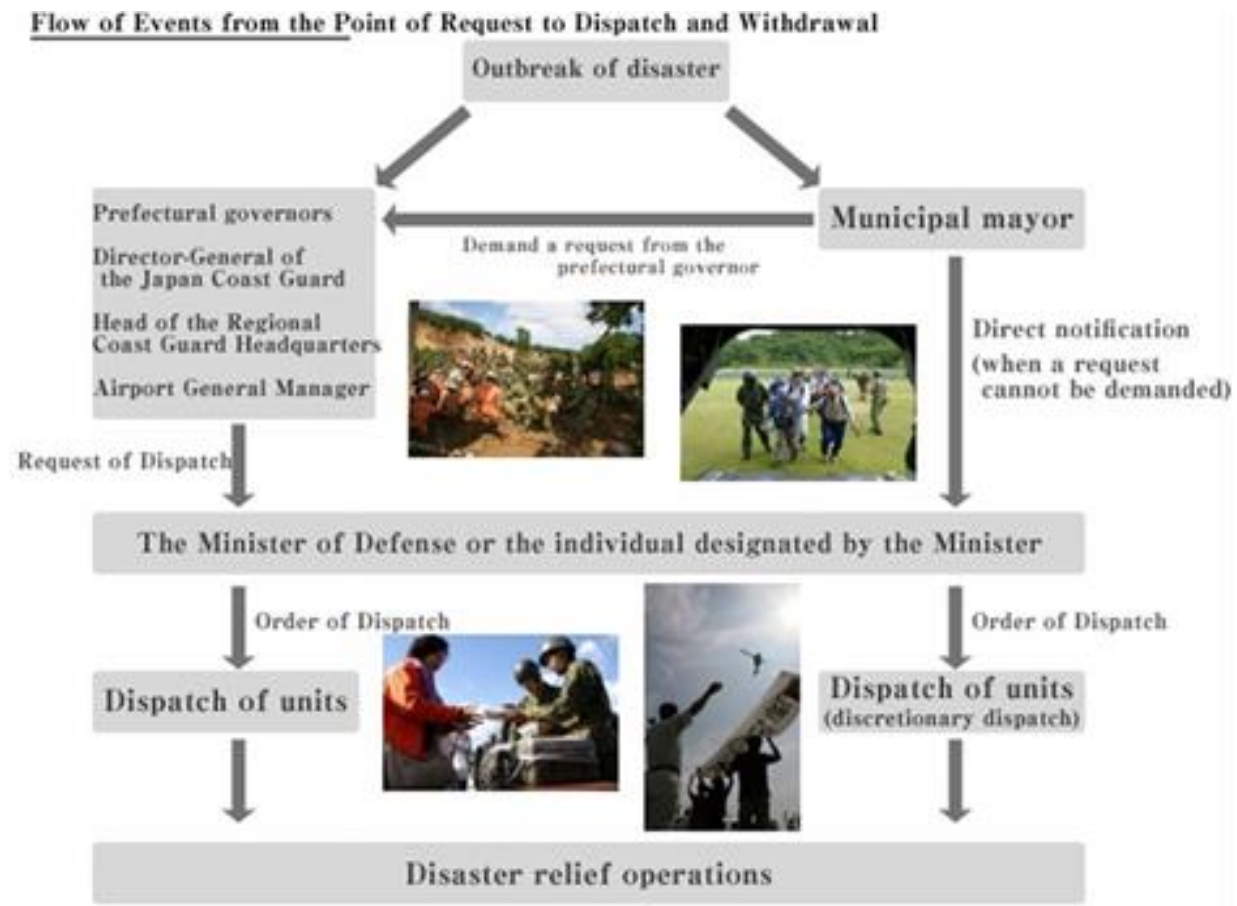 Flow of Events from the Point of Request to Dispatch and Withdrawal
Outbreak of disaster
Prefectural governors
Director-General of
the Japan Coast Guard
Head of the Regional
Coast Guard Headquarters
Airport General Manager
Municipal mayor
Demand a request from the
prefectural governor
Direct notification
(when a request
cannot be demanded)
Request of Dispatch
The Minister of Defense or the individual designated by the Minister
Order of Dispatch
Order of Dispatch
Dispatch of units
Dispatch of units
(discretionary dispatch)
Disaster relief operations